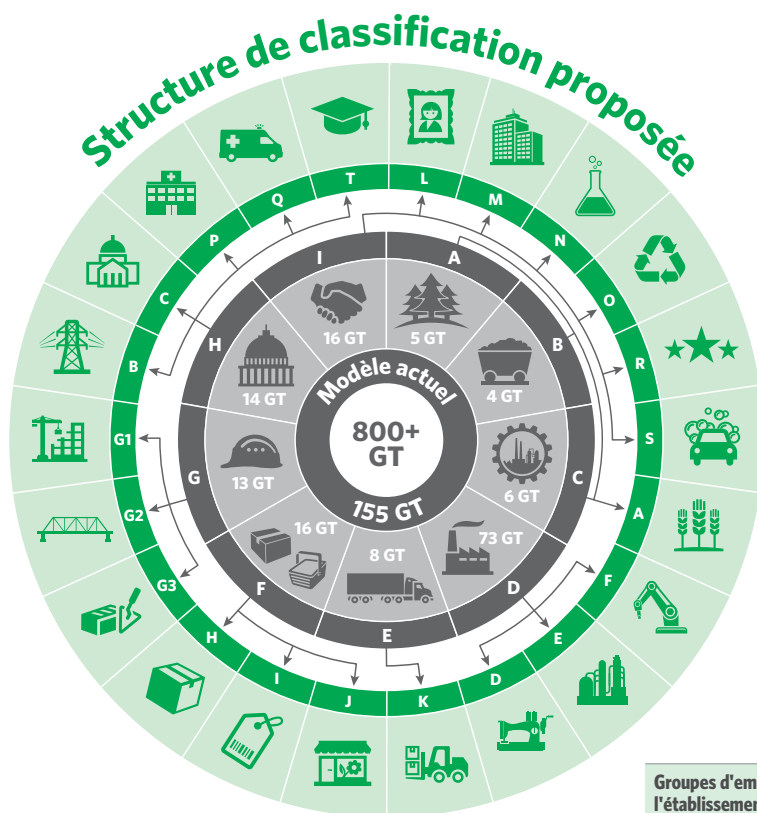 Structure de classification proposée
T
L
M
N
O
R
S
A
F
E
D
K
J
I
H
G3
G2
G1
B
C
P
Q
I
A
B
C
D
E
F
G
H
16 GT
5 GT
4 GT
6 GT
73 GT
8 GT
16 GT
13 GT
14 GT
Modèle actuel
800+
GT
155 GT
Groupes d'em
l'établissemen